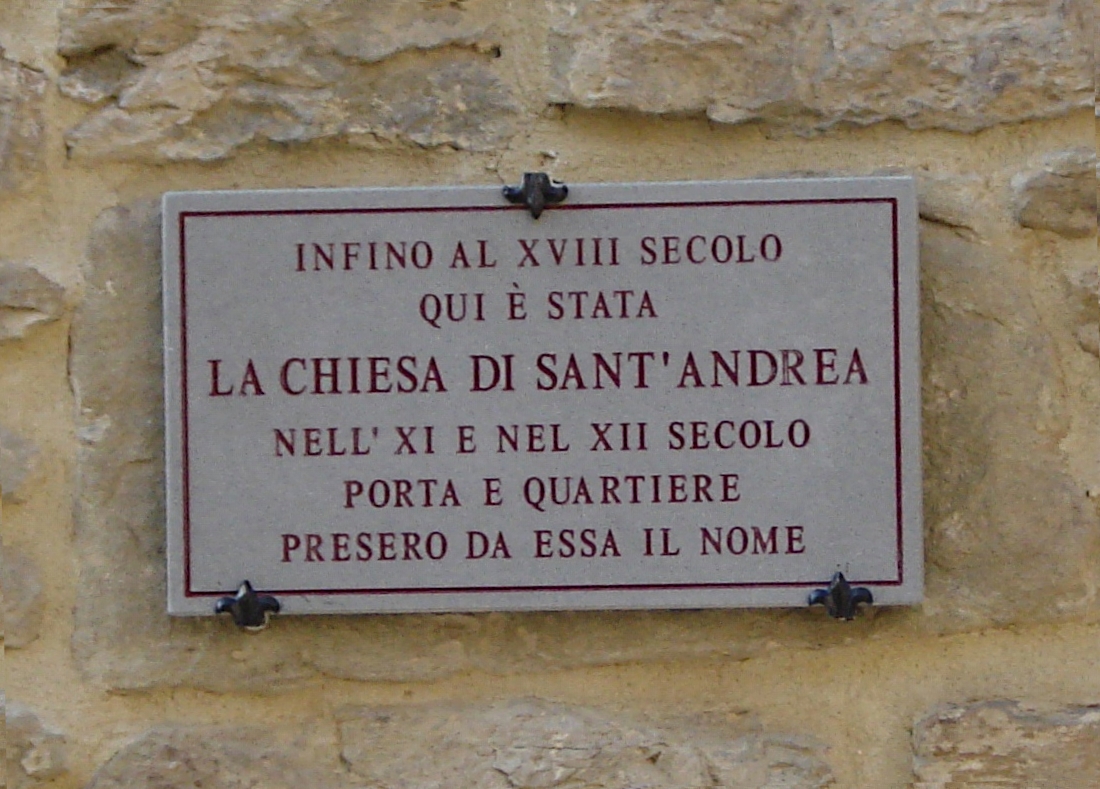 INFINO AL XVIII SECOLO
QUI È STATA
LA CHIESA DI SANT'ANDREA
NELL' XI E NEL XII SECOLO
PORTA E QUARTIERE
PRESERO DA ESSA IL NOME